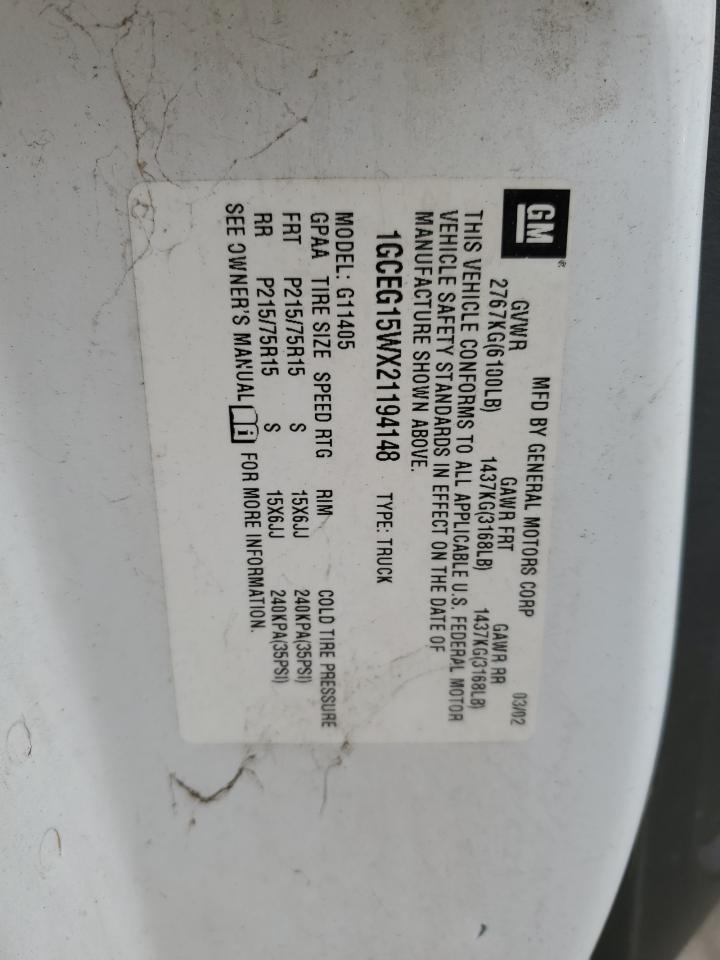 GM®
MFD BY GENERAL MOTORS CORP 03/02
GVWR GAWR FRT GAWR RR
2767KG(6100LB) 1437KG(3168LB) 1437KG(3168LB)
THIS VEHICLE CONFORMS TO ALL APPLICABLE U.S. FEDERAL MOTOR
VEHICLE SAFETY STANDARDS IN EFFECT ON THE DATE OF
MANUFACTURE SHOWN ABOVE.
1GCEG15WX21194148 TYPE: TRUCK
MODEL: G11405
GPAA TIRE SIZE SPEED RTG RIM COLD TIRE PRESSURE
FRT P215/75R15 S 15X6JJ 240KPA(35PSI)
RR P215/75R15 S 15X6JJ 240KPA(35PSI)
SEE OWNER'S MANUAL i FOR MORE INFORMATION.